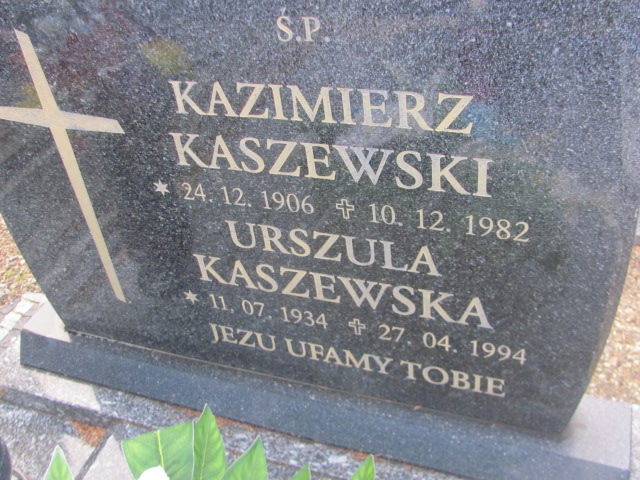 Ś.P.
KAZIMIERZ
KASZEWSKI
* 24. 12. 1906 ✝ 10. 12. 1982
URSZULA
KASZEWSKA
* 11. 07. 1934 ✝ 27. 04. 1994
JEZU UFAMY TOBIE